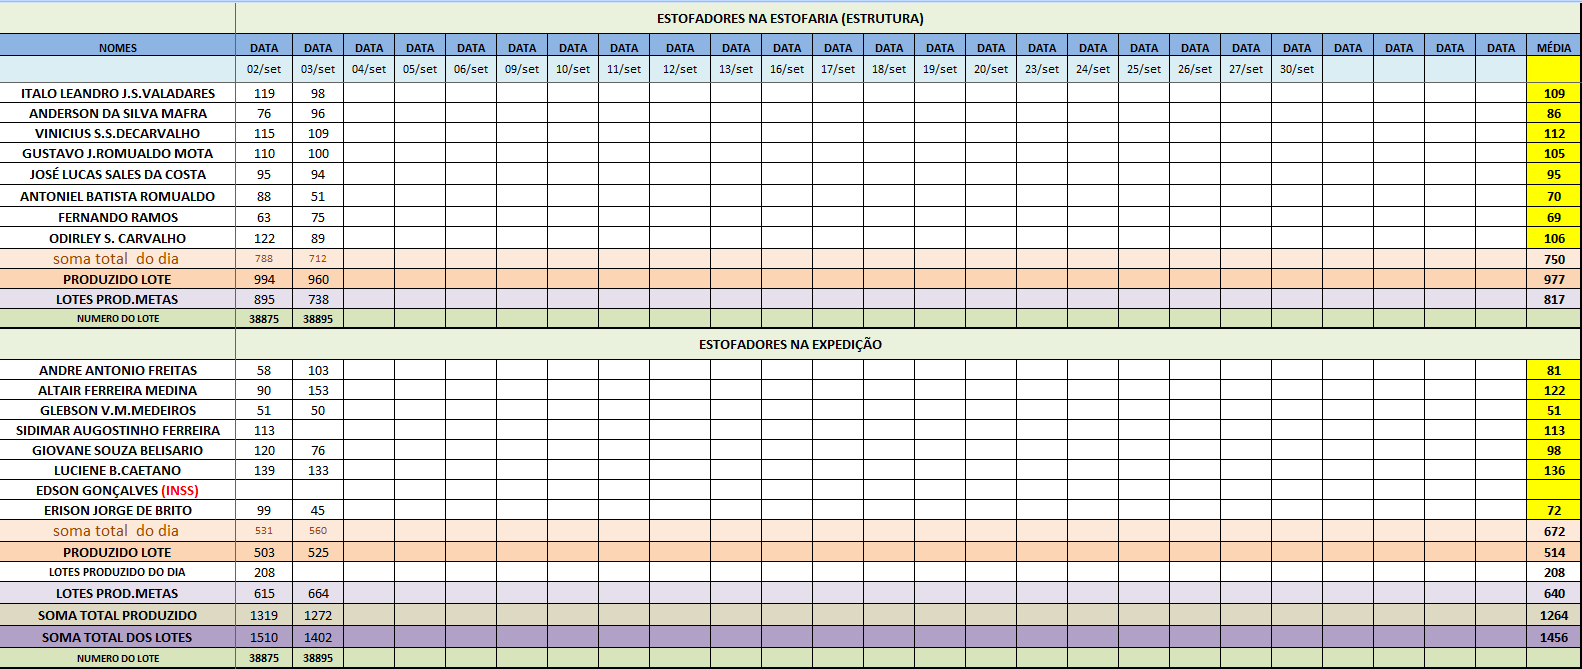 ESTOFADORES NA ESTOFARIA (ESTRUTURA)
NOMES DATA DATA DATA DATA DATA DATA DATA DATA DATA DATA DATA DATA DATA DATA DATA DATA DATA DATA DATA DATA DATA DATA DATA DATA DATA MÉDIA
02/set 03/set 04/set 05/set 06/set 09/set 10/set 11/set 12/set 13/set 16/set 17/set 18/set 19/set 20/set 23/set 24/set 25/set 26/set 27/set 30/set
ITALO LEANDRO J.S.VALADARES 119 98 109
ANDERSON DA SILVA MAFRA 76 96 86
VINICIUS S.S.DECARVALHO 115 109 112
GUSTAVO J.ROMUALDO MOTA 110 100 105
JOSÉ LUCAS SALES DA COSTA 95 94 95
ANTONIEL BATISTA ROMUALDO 88 51 70
FERNANDO RAMOS 63 75 69
ODIRLEY S. CARVALHO 122 89 106
soma total do dia 788 712 750
PRODUZIDO LOTE 994 960 977
LOTES PROD.METAS 895 738 817
NUMERO DO LOTE 38875 38895
ESTOFADORES NA EXPEDIÇÃO
ANDRE ANTONIO FREITAS 58 103 81
ALTAIR FERREIRA MEDINA 90 153 122
GLEBSON V.M.MEDEIROS 51 50 51
SIDIMAR AUGOSTINHO FERREIRA 113 113
GIOVANE SOUZA BELISARIO 120 76 98
LUCIENE B.CAETANO 139 133 136
EDSON GONÇALVES (INSS)
ERISON JORGE DE BRITO 99 45 72
soma total do dia 531 560 672
PRODUZIDO LOTE 503 525 514
LOTES PRODUZIDO DO DIA 208 208
LOTES PROD.METAS 615 664 640
SOMA TOTAL PRODUZIDO 1319 1272 1264
SOMA TOTAL DOS LOTES 1510 1402 1456
NUMERO DO LOTE 38875 38895